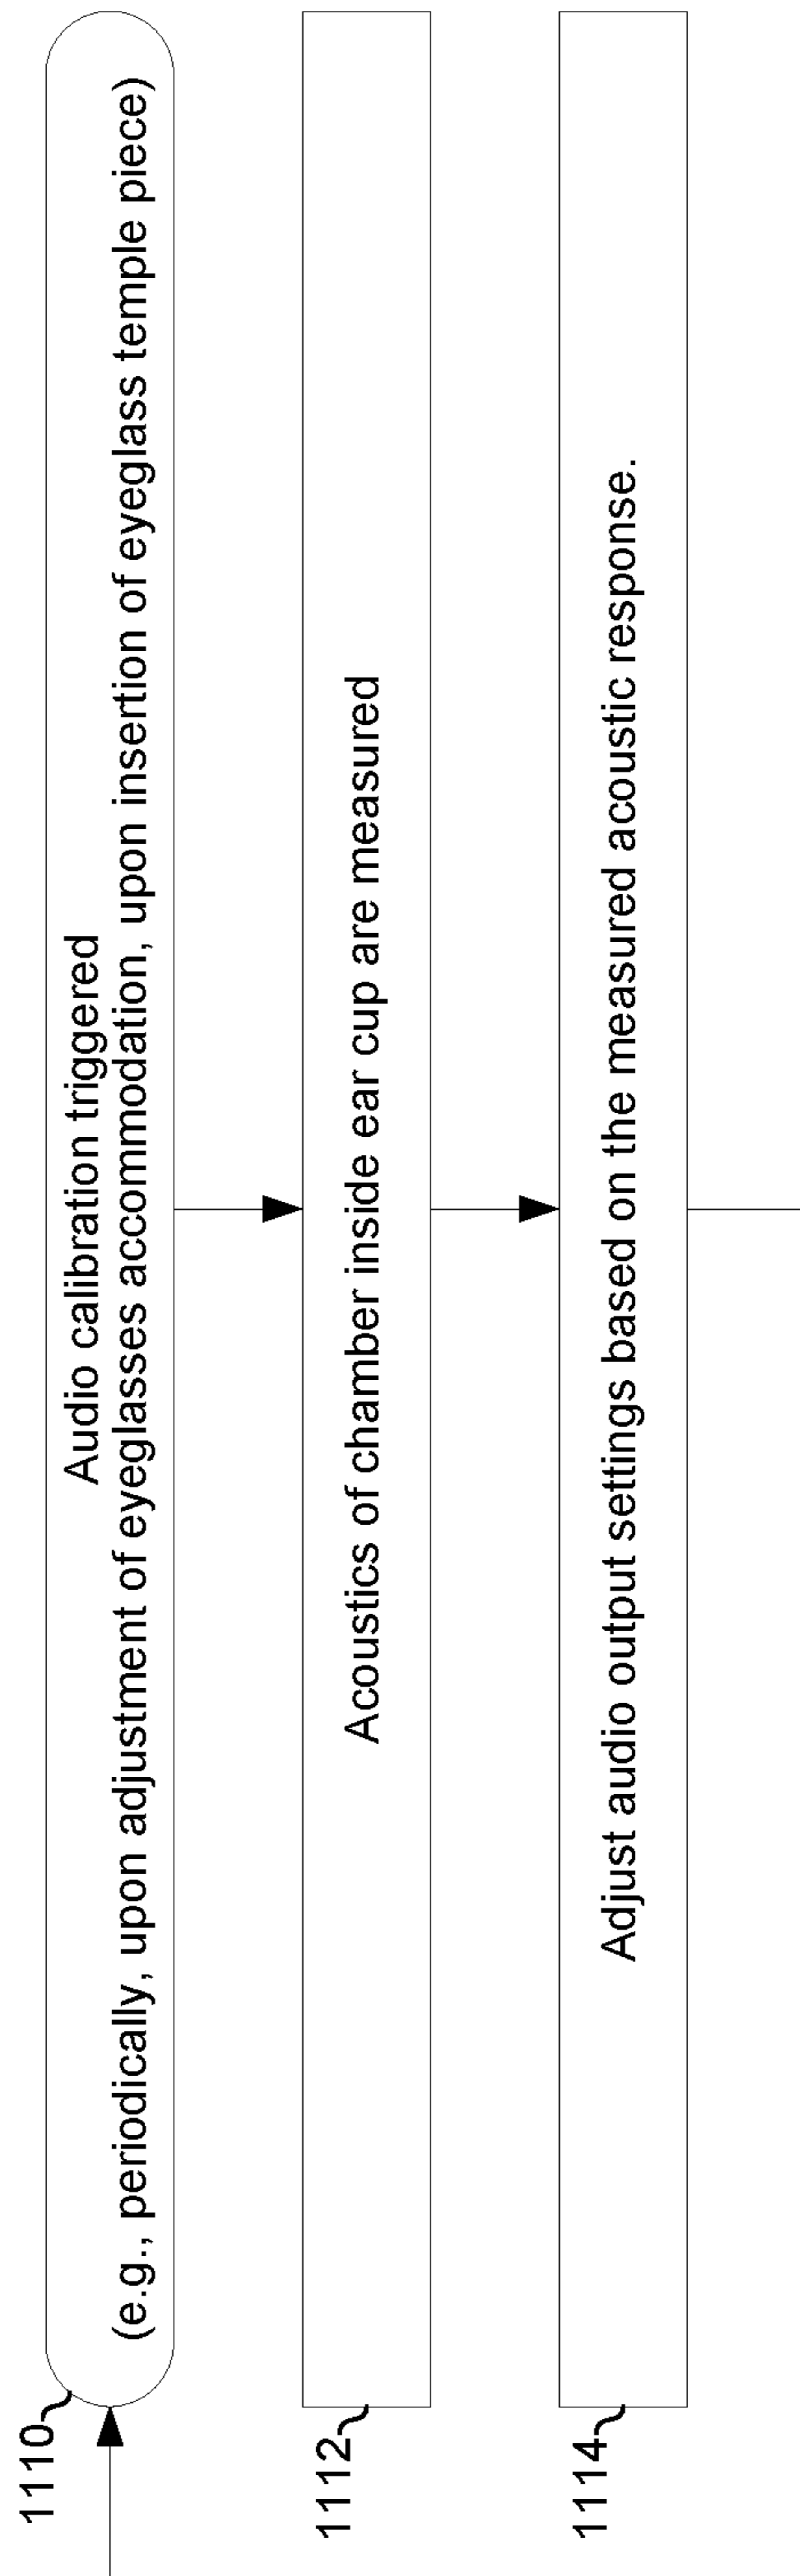 1110
Audio calibration triggered
(e.g., periodically, upon adjustment of eyeglasses accommodation, upon insertion of eyeglass temple piece)
1112
Acoustics of chamber inside ear cup are measured
1114
Adjust audio output settings based on the measured acoustic response.